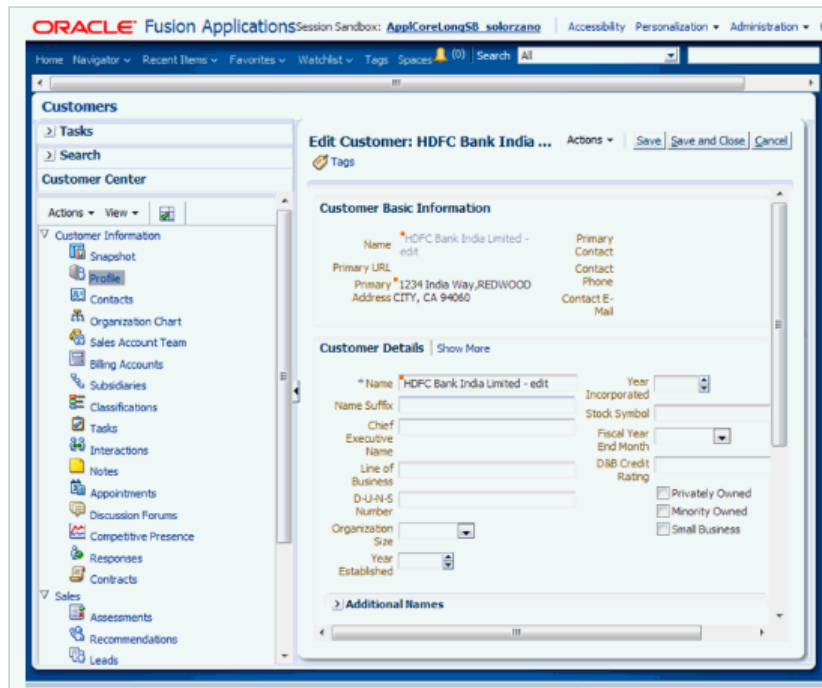 ORACLE Fusion Applications Session Sandbox: ApplCoreLongSB_solorzano Accessibility Personalization Administration
Home Navigator Recent Items Favorites Watchlist Tags Spaces (0) Search All
Customers
Tasks
Search
Customer Center
Actions View
Customer Information
Snapshot
Profile
Contacts
Organization Chart
Sales Account Team
Billing Accounts
Subsidiaries
Classifications
Tasks
Interactions
Notes
Appointments
Discussion Forums
Competitive Presence
Responses
Contracts
Sales
Assessments
Recommendations
Leads
Edit Customer: HDFC Bank India ... Actions Save Save and Close Cancel
Tags
Customer Basic Information
Name *HDFC Bank India Limited -
edit
Primary URL
Primary *1234 India Way,REDWOOD
Address CITY, CA 94060
Primary
Contact
Contact
Phone
Contact E-
Mail
Customer Details Show More
* Name HDFC Bank India Limited - edit
Name Suffix
Chief
Executive
Name
Line of
Business
D-U-N-S
Number
Organization
Size
Year
Established
Year
Incorporated
Stock Symbol
Fiscal Year
End Month
D&B Credit
Rating
Privately Owned
Minority Owned
Small Business
Additional Names